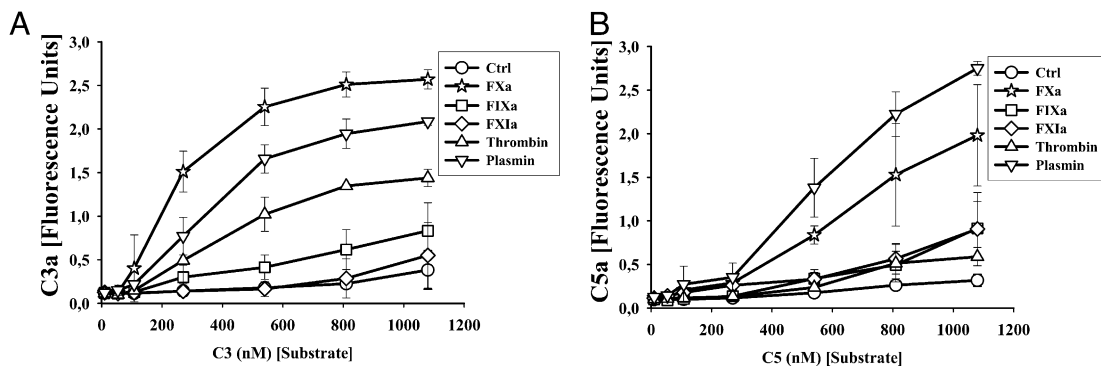 A
C3a [Fluorescence Units]
3,0
2,5
2,0
1,5
1,0
0,5
0,0
0 200 400 600 800 1000 1200
C3 (nM) [Substrate]
Ctrl
FXa
FIXa
FXIa
Thrombin
Plasmin
B
C5a [Fluorescence Units]
3,0
2,5
2,0
1,5
1,0
0,5
0,0
0 200 400 600 800 1000 1200
C5 (nM) [Substrate]
Ctrl
FXa
FIXa
FXIa
Thrombin
Plasmin